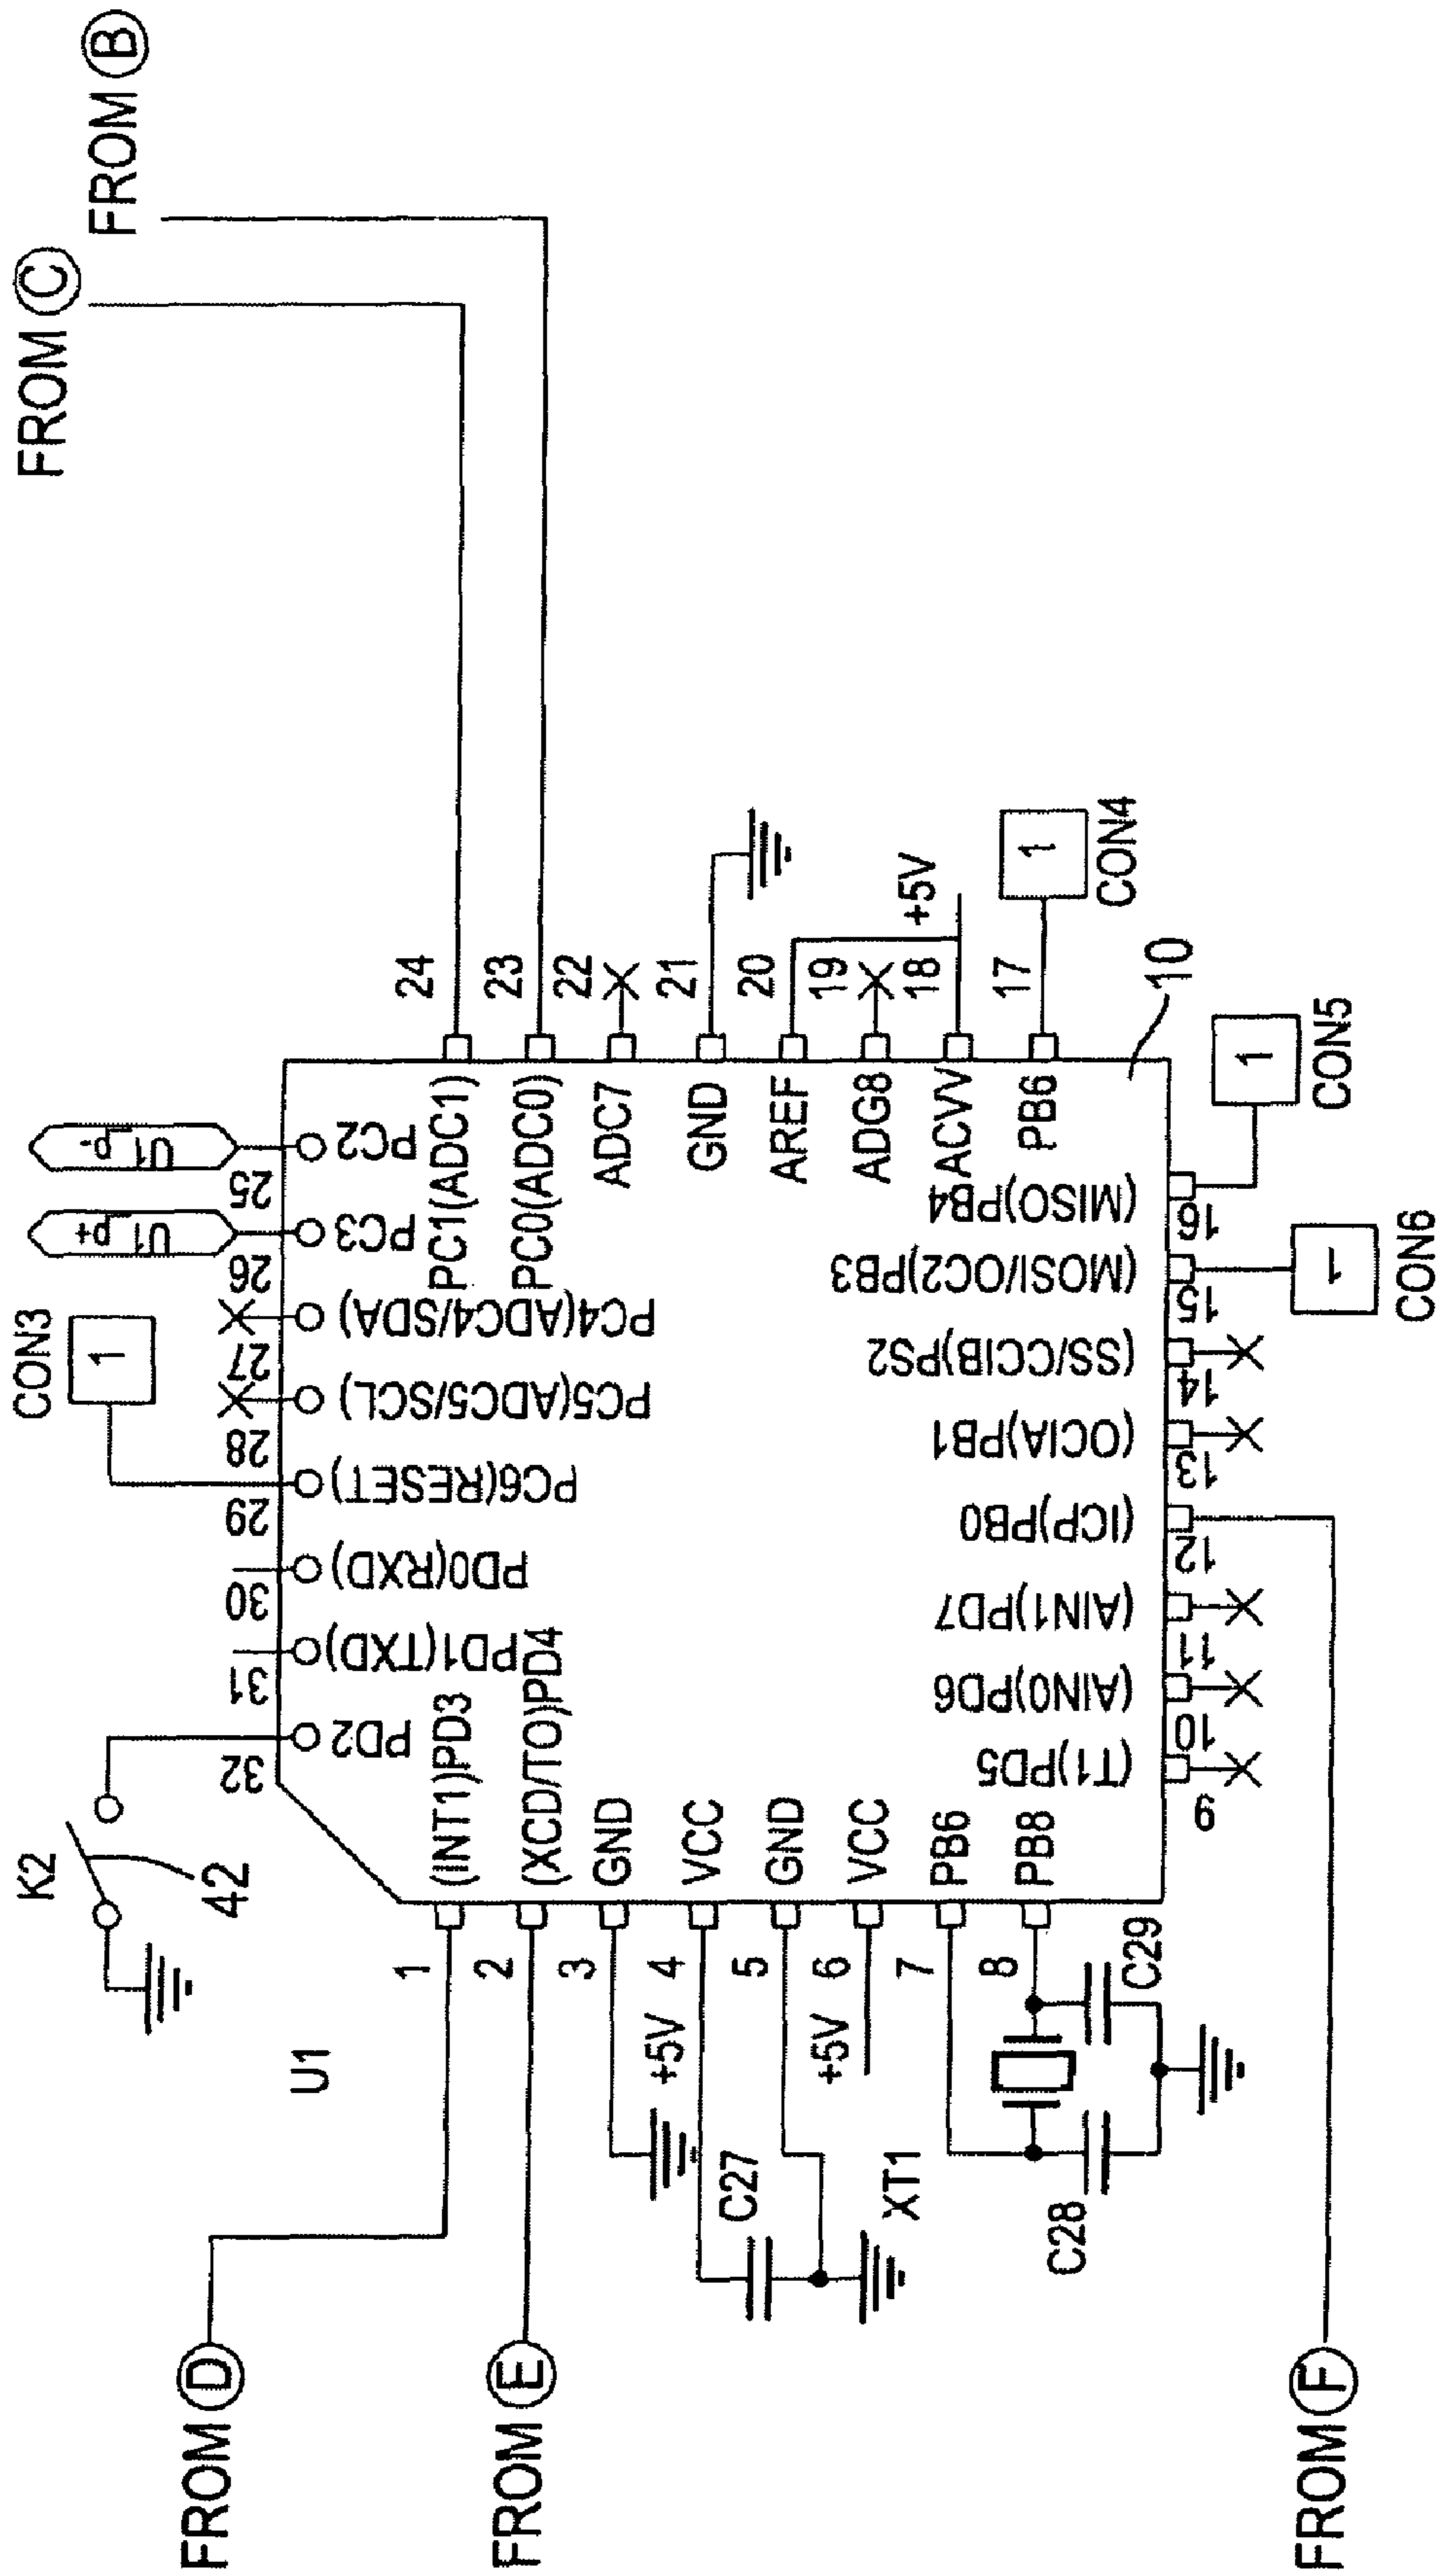 FROM D
FROM E
FROM F
FROM C
FROM B
U1
K2
42
CON3
1
U1_p+
U1_p-
32
31
30
29
28
27
26
25
PD2
PD1(TXD)
PD0(RXD)
PC6(RESET)
PC5(ADC5/SCL)
PC4(ADC4/SDA)
PC3
PC2
1
(INT1)PD3
2
(XCD/TO)PD4
3
GND
+5V
4
VCC
5
GND
+5V
6
VCC
7
PB6
8
PB8
C27
XT1
C28
C29
24
PC1(ADC1)
23
PC0(ADC0)
22
ADC7
21
GND
20
AREF
19
ADG8
18
ACVV
+5V
17
PB6
1
CON4
10
(T1)PD5
(AIN0)PD6
(AIN1)PD7
(ICP)PB0
(OCIA)PB1
(SS/CCIB)PS2
(MOSI/OC2)PB3
(MISO)PB4
9
10
11
12
13
14
15
16
1
CON5
1
CON6